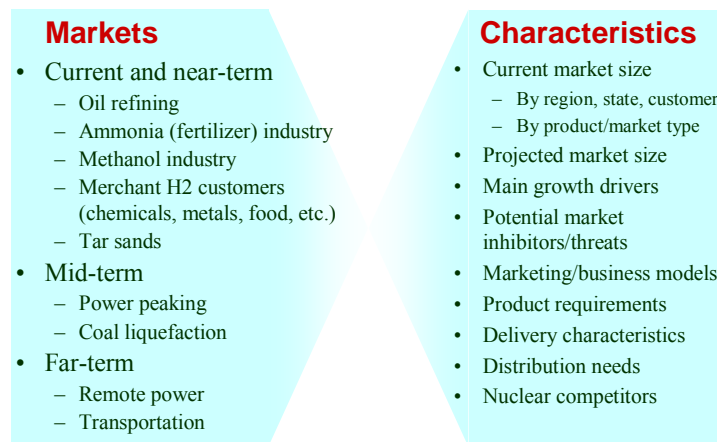 Markets
• Current and near-term
– Oil refining
– Ammonia (fertilizer) industry
– Methanol industry
– Merchant H2 customers
(chemicals, metals, food, etc.)
– Tar sands
• Mid-term
– Power peaking
– Coal liquefaction
• Far-term
– Remote power
– Transportation
Characteristics
• Current market size
– By region, state, customer
– By product/market type
• Projected market size
• Main growth drivers
• Potential market
inhibitors/threats
• Marketing/business models
• Product requirements
• Delivery characteristics
• Distribution needs
• Nuclear competitors